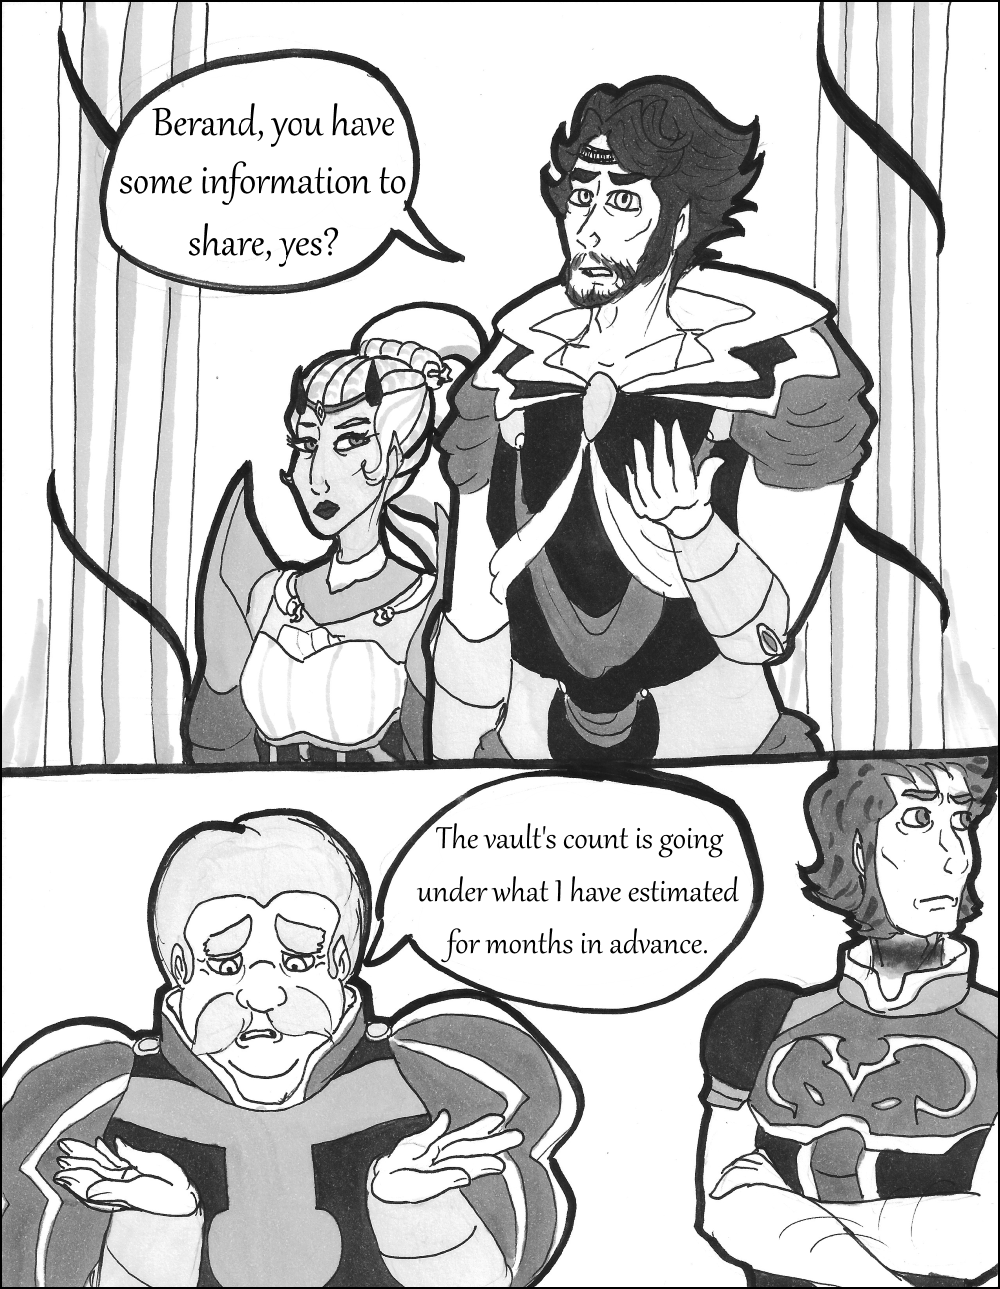 Berand, you have
some information to
share, yes?
The vault's count is going
under what I have estimated
for months in advance.